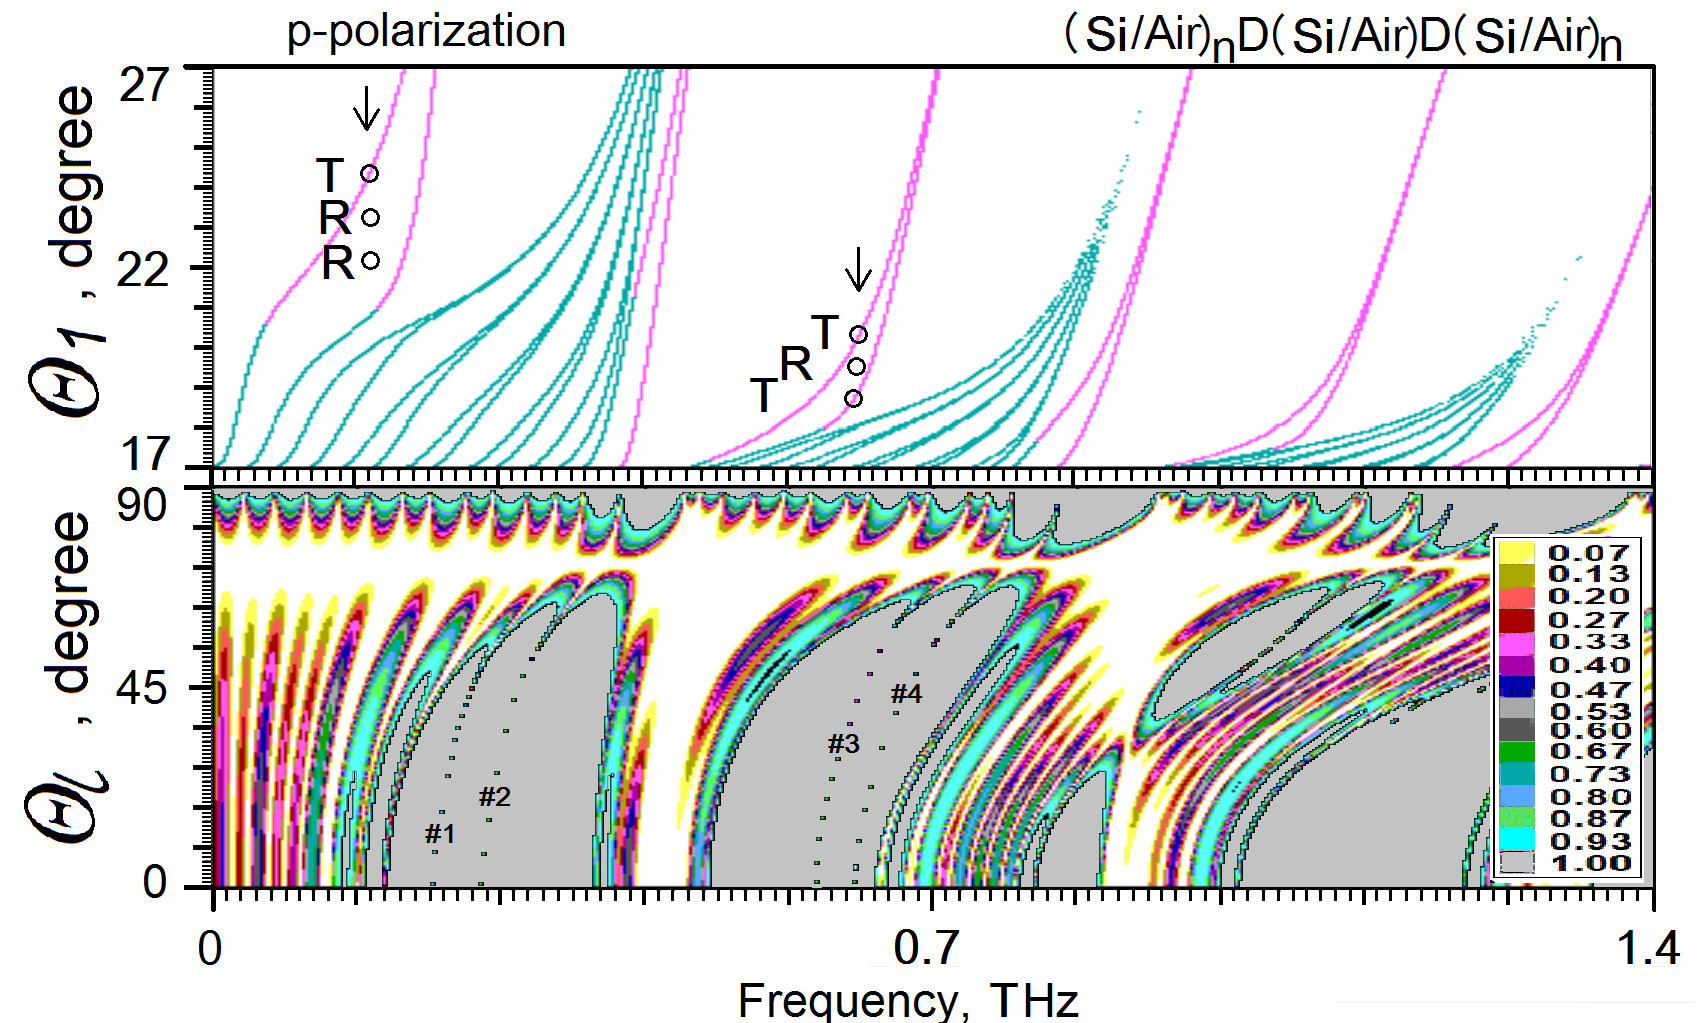 p-polarization
(Si/Air)nD(Si/Air)D(Si/Air)n
27
22
17
Θ1, degree
T
R
R
T
R
T
90
45
0
Θι, degree
#1
#2
#3
#4
0.07
0.13
0.20
0.27
0.33
0.40
0.47
0.53
0.60
0.67
0.73
0.80
0.87
0.93
1.00
0
0.7
1.4
Frequency, THz